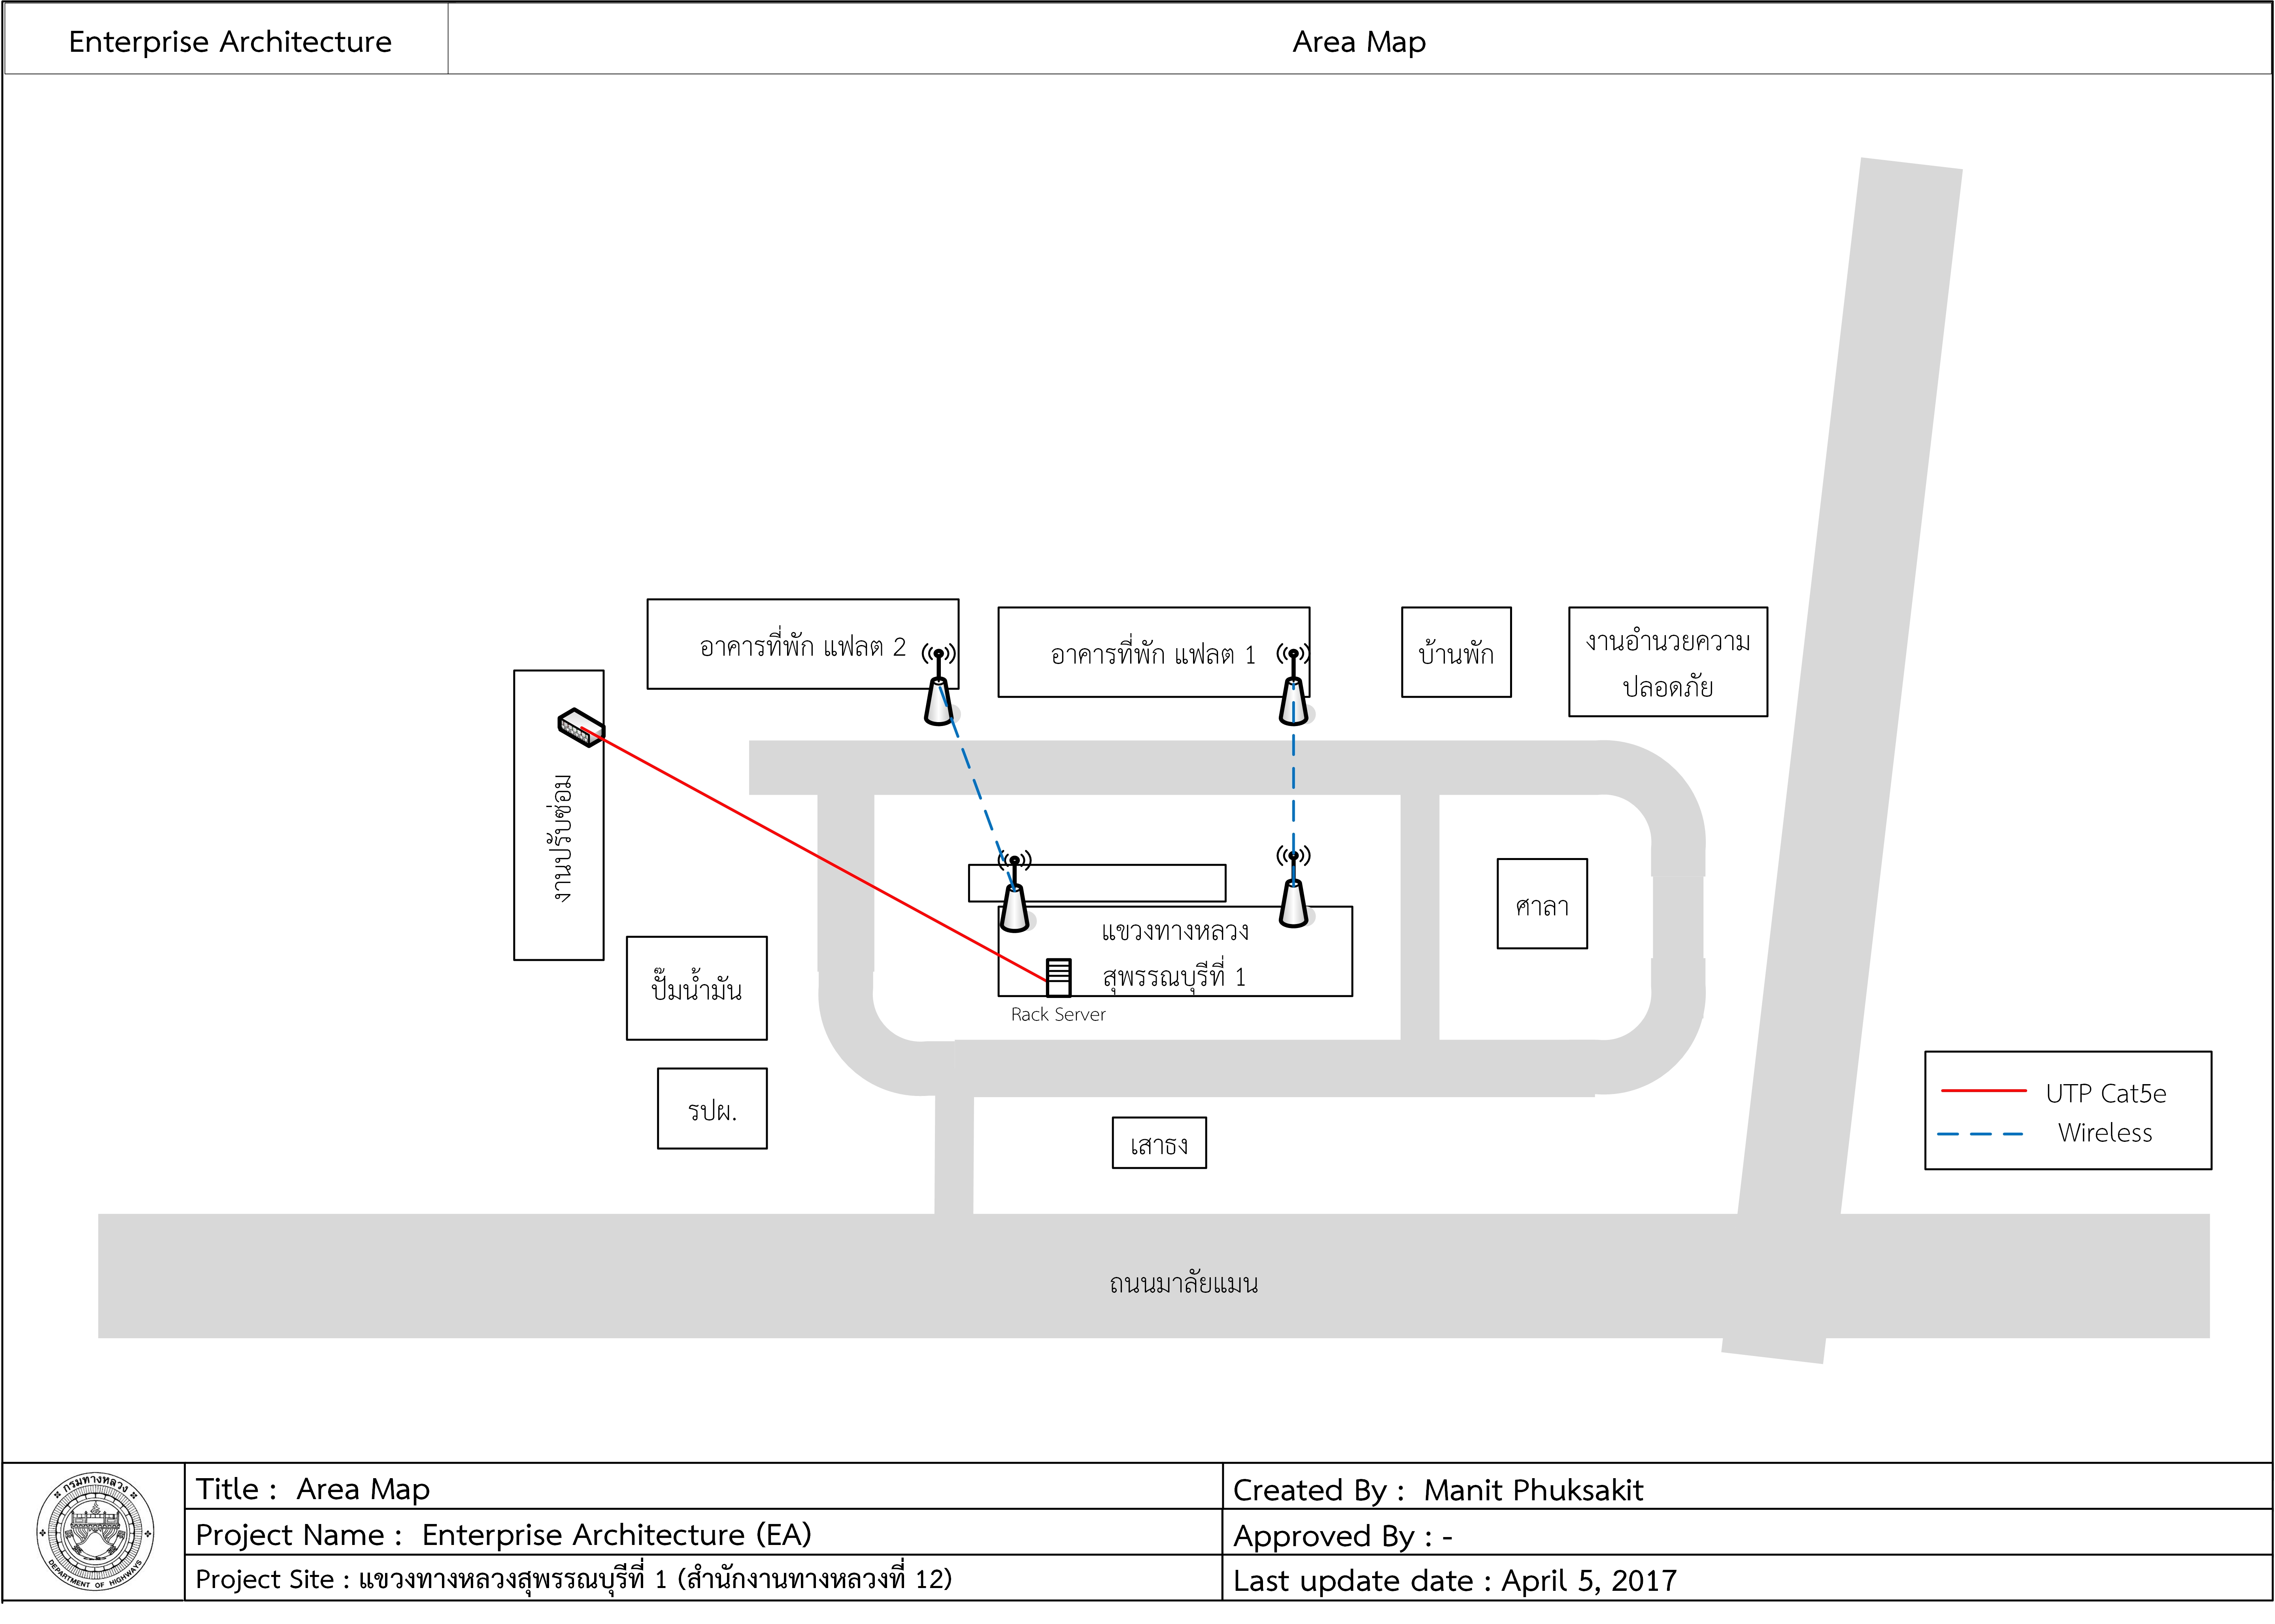 Enterprise Architecture
Area Map
อาคารที่พัก แฟลต 2
อาคารที่พัก แฟลต 1
บ้านพัก
งานอำนวยความ
ปลอดภัย
งานปรับซ่อม
ศาลา
แขวงทางหลวง
สุพรรณบุรีที่ 1
Rack Server
ปั๊มน้ำมัน
รปผ.
เสาธง
UTP Cat5e
Wireless
ถนนมาลัยแมน
กรมทางหลวง
DEPARTMENT OF HIGHWAYS
Title : Area Map
Created By : Manit Phuksakit
Project Name : Enterprise Architecture (EA)
Approved By : -
Project Site : แขวงทางหลวงสุพรรณบุรีที่ 1 (สำนักงานทางหลวงที่ 12)
Last update date : April 5, 2017